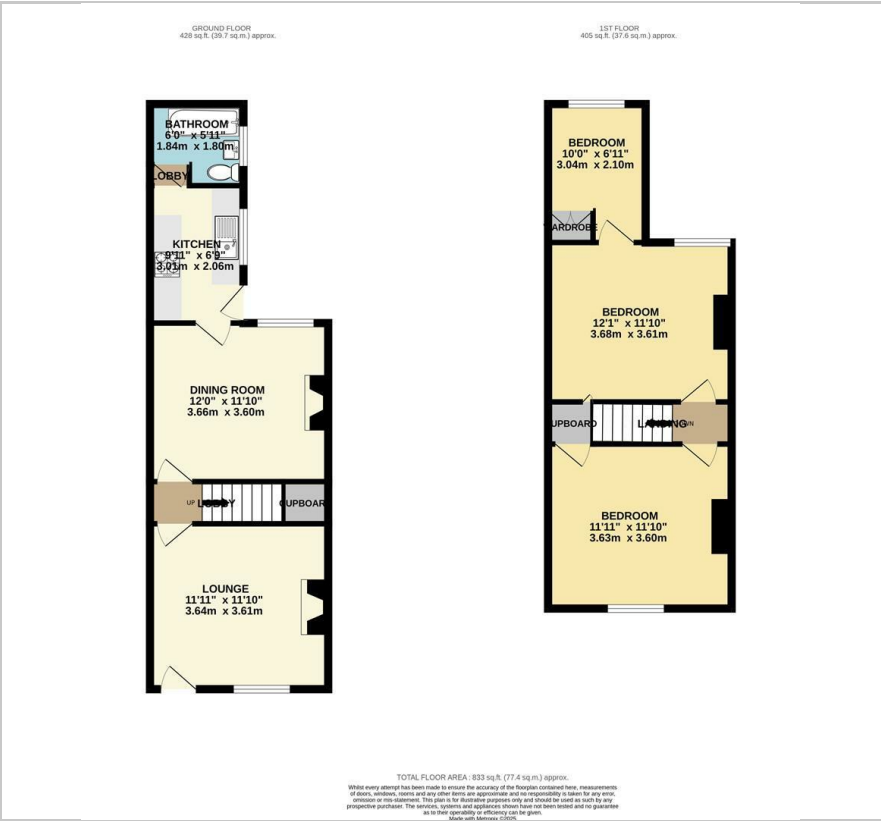 GROUND FLOOR
428 sq.ft. (39.7 sq.m.) approx.
BATHROOM
6'0" x 5'11"
1.84m x 1.80m
LOBBY
KITCHEN
9'11" x 6'9"
3.01m x 2.06m
DINING ROOM
12'0" x 11'10"
3.66m x 3.60m
UP
LOBBY
CUPBOARD
LOUNGE
11'11" x 11'10"
3.64m x 3.61m
1ST FLOOR
405 sq.ft. (37.6 sq.m.) approx.
BEDROOM
10'0" x 6'11"
3.04m x 2.10m
WARDROBE
BEDROOM
12'1" x 11'10"
3.68m x 3.61m
CUPBOARD
LANDING
BEDROOM
11'11" x 11'10"
3.63m x 3.60m
TOTAL FLOOR AREA : 833 sq.ft. (77.4 sq.m.) approx.
Whilst every attempt has been made to ensure the accuracy of the floorplan contained here, measurements
of doors, windows, rooms and any other items are approximate and no responsibility is taken for any error,
omission or mis-statement. This plan is for illustrative purposes only and should be used as such by any
prospective purchaser. The services, systems and appliances shown have not been tested and no guarantee
as to their operability or efficiency can be given.
Made with Metropix ©2025